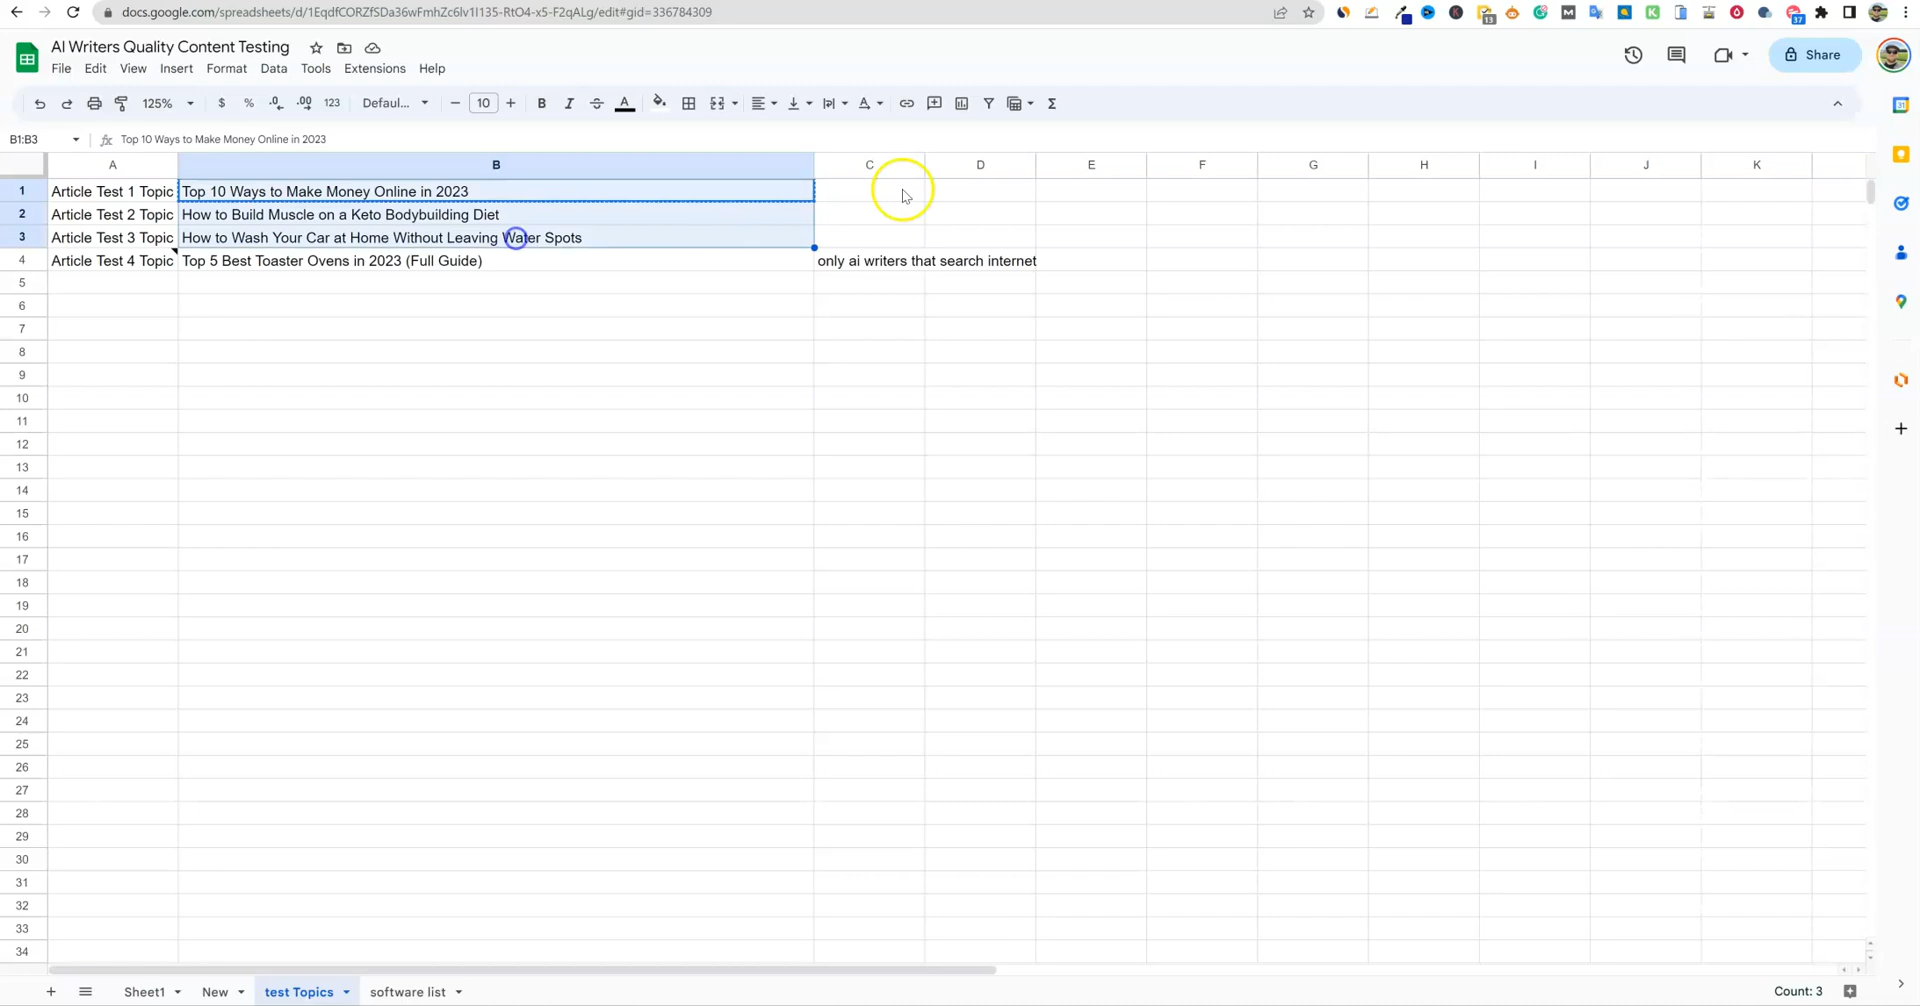 docs.google.com/spreadsheets/d/1EqdfCORZfSDa36wFmhZc6lv1I135-RtO4-x5-F2qALg/edit#gid=336784309
13
37
AI Writers Quality Content Testing
File Edit View Insert Format Data Tools Extensions Help
Share
125% $ % .0 .00 123 Defaul... − 10 + B I S A Σ
B1:B3 fx Top 10 Ways to Make Money Online in 2023
A B C D E F G H I J K
1 Article Test 1 Topic Top 10 Ways to Make Money Online in 2023
2 Article Test 2 Topic How to Build Muscle on a Keto Bodybuilding Diet
3 Article Test 3 Topic How to Wash Your Car at Home Without Leaving Water Spots
4 Article Test 4 Topic Top 5 Best Toaster Ovens in 2023 (Full Guide) only ai writers that search internet
5
6
7
8
9
10
11
12
13
14
15
16
17
18
19
20
21
22
23
24
25
26
27
28
29
30
31
32
33
34
Sheet1 New test Topics software list Count: 3